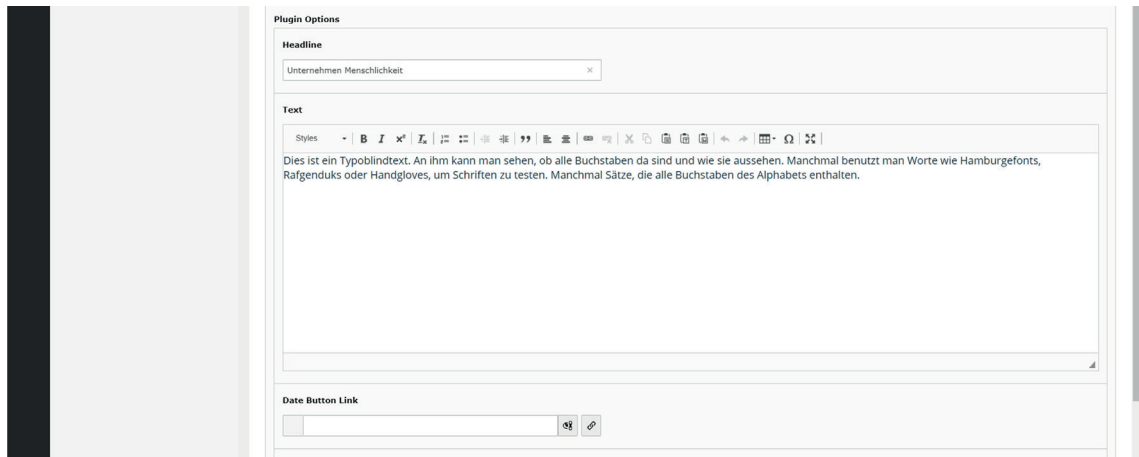 Plugin Options
Headline
Unternehmen Menschlichkeit
Text
Styles
Dies ist ein Typoblindtext. An ihm kann man sehen, ob alle Buchstaben da sind und wie sie aussehen. Manchmal benutzt man Worte wie Hamburgefonts,
Rafgenduks oder Handgloves, um Schriften zu testen. Manchmal Sätze, die alle Buchstaben des Alphabets enthalten.
Date Button Link